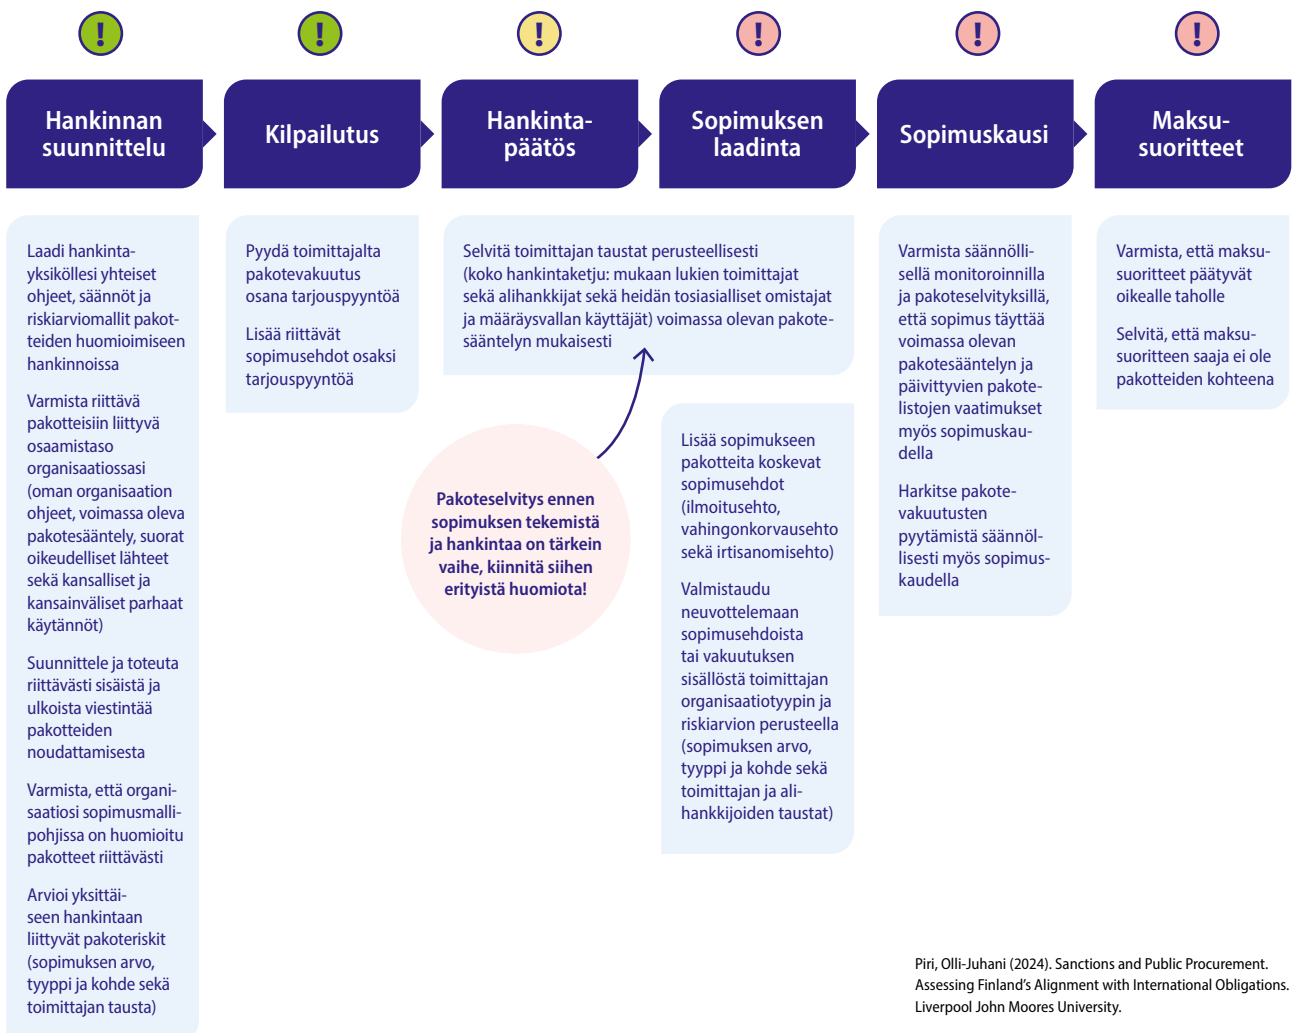 !
!
!
!
!
!
Hankinnan
suunnittelu
Kilpailutus
Hankinta-
päätös
Sopimuksen
laadinta
Sopimuskausi
Maksu-
suoritteet
Laadi hankinta-
yksiköllesi yhteiset
ohjeet, säännöt ja
riskiarviomallit pakot-
teiden huomioimiseen
hankinnoissa
Varmista riittävä
pakotteisiin liittyvä
osaamistaso
organisaatiossasi
(oman organisaation
ohjeet, voimassa oleva
pakotesääntely, suorat
oikeudelliset lähteet
sekä kansalliset ja
kansainväliset parhaat
käytännöt)
Suunnittele ja toteuta
riittävästi sisäistä ja
ulkoista viestintää
pakotteiden
noudattamisesta
Varmista, että organi-
saatiosi sopimusmalli-
pohjissa on huomioitu
pakotteet riittävästi
Arvioi yksittäi-
seen hankintaan
liittyvät pakoteriskit
(sopimuksen arvo,
tyyppi ja kohde sekä
toimittajan tausta)
Pyydä toimittajalta
pakotevakuutus
osana tarjouspyyntöä
Lisää riittävät
sopimusehdot osaksi
tarjouspyyntöä
Selvitä toimittajan taustat perusteellisesti
(koko hankintaketju: mukaan lukien toimittajat
sekä alihankkijat sekä heidän tosiasialliset omistajat
ja määräysvallan käyttäjät) voimassa olevan pakote-
sääntelyn mukaisesti
Pakoteselvitys ennen
sopimuksen tekemistä
ja hankintaa on tärkein
vaihe, kiinnitä siihen
erityistä huomiota!
Lisää sopimukseen
pakotteita koskevat
sopimusehdot
(ilmoitusehto,
vahingonkorvausehto
sekä irtisanomisehto)
Valmistaudu
neuvottelemaan
sopimusehdoista
tai vakuutuksen
sisällöstä toimittajan
organisaatiotyypin ja
riskiarvion perusteella
(sopimuksen arvo,
tyyppi ja kohde sekä
toimittajan ja ali-
hankkijoiden taustat)
Varmista säännölli-
sellä monitoroinnilla
ja pakoteselvityksillä,
että sopimus täyttää
voimassa olevan
pakotesääntelyn ja
päivittyvien pakote-
listojen vaatimukset
myös sopimuskau-
della
Harkitse pakote-
vakuutusten
pyytämistä säännöl-
lisesti myös sopimus-
kaudella
Varmista, että maksu-
suoritteet päätyvät
oikealle taholle
Selvitä, että maksu-
suoritteen saaja ei ole
pakotteiden kohteena
Piri, Olli-Juhani (2024). Sanctions and Public Procurement.
Assessing Finland’s Alignment with International Obligations.
Liverpool John Moores University.